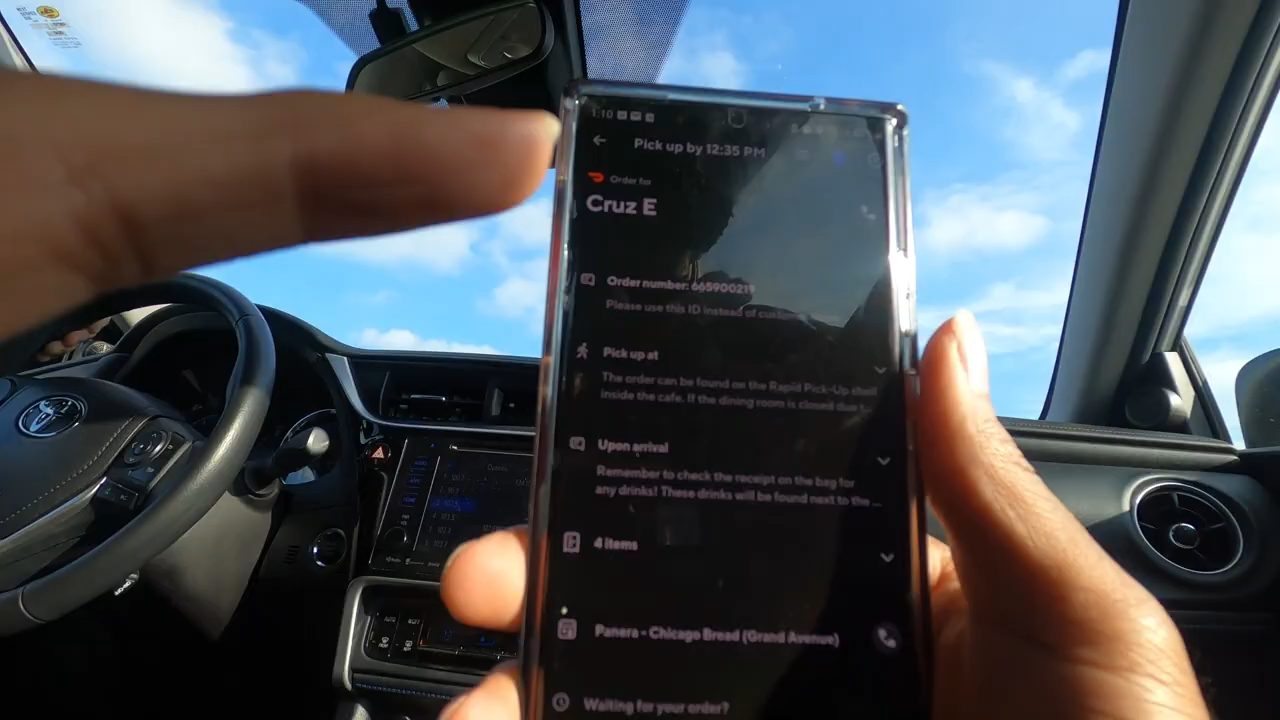 1:10
Pick up by 12:35 PM
Order for
Cruz E
Order number: 665900219
Please use this ID instead of
Pick up at
The order can be found on the Rapid Pick-Up shelf
inside the cafe. If the dining room is closed due
Upon arrival
Remember to check the receipt on the bag for
any drinks! These drinks will be found next to the ...
4 items
Panera - Chicago Bread (Grand Avenue)
Waiting for your order?